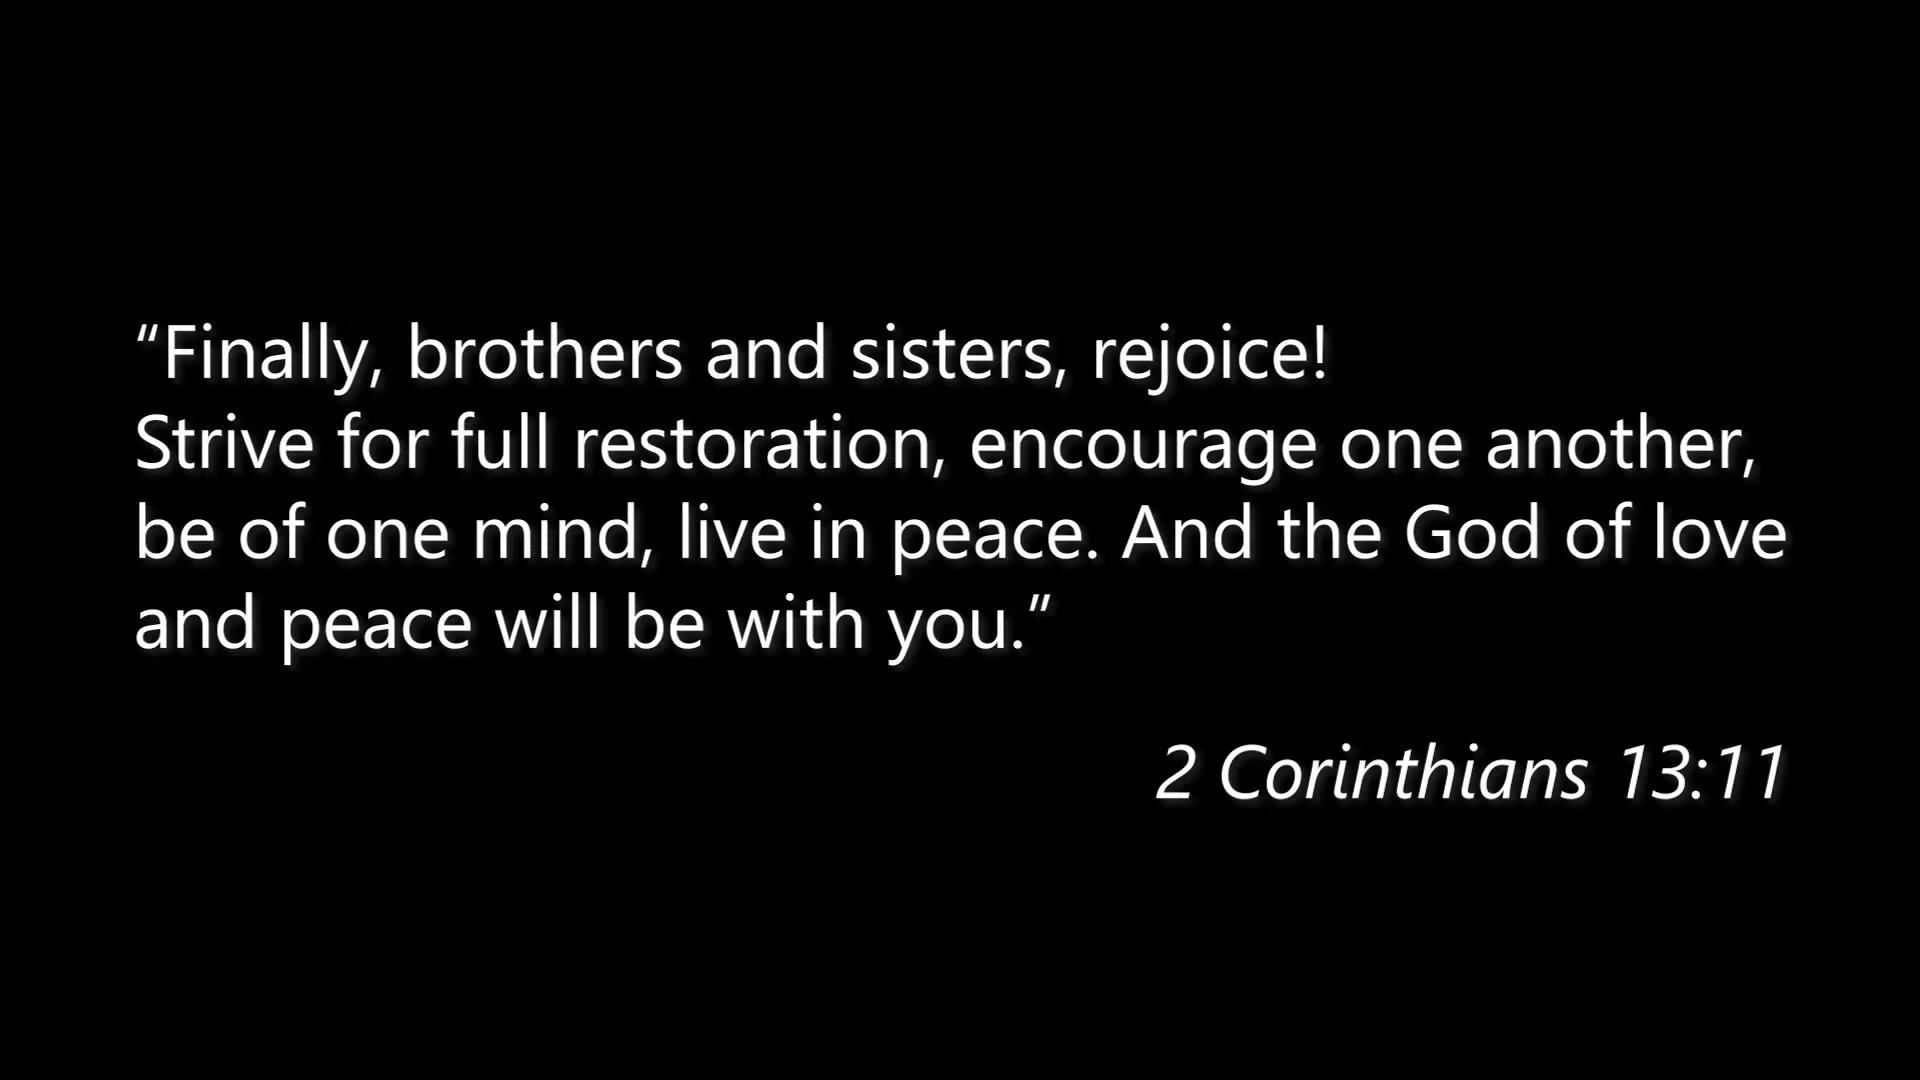 “Finally, brothers and sisters, rejoice!
Strive for full restoration, encourage one another,
be of one mind, live in peace. And the God of love
and peace will be with you.”
2 Corinthians 13:11